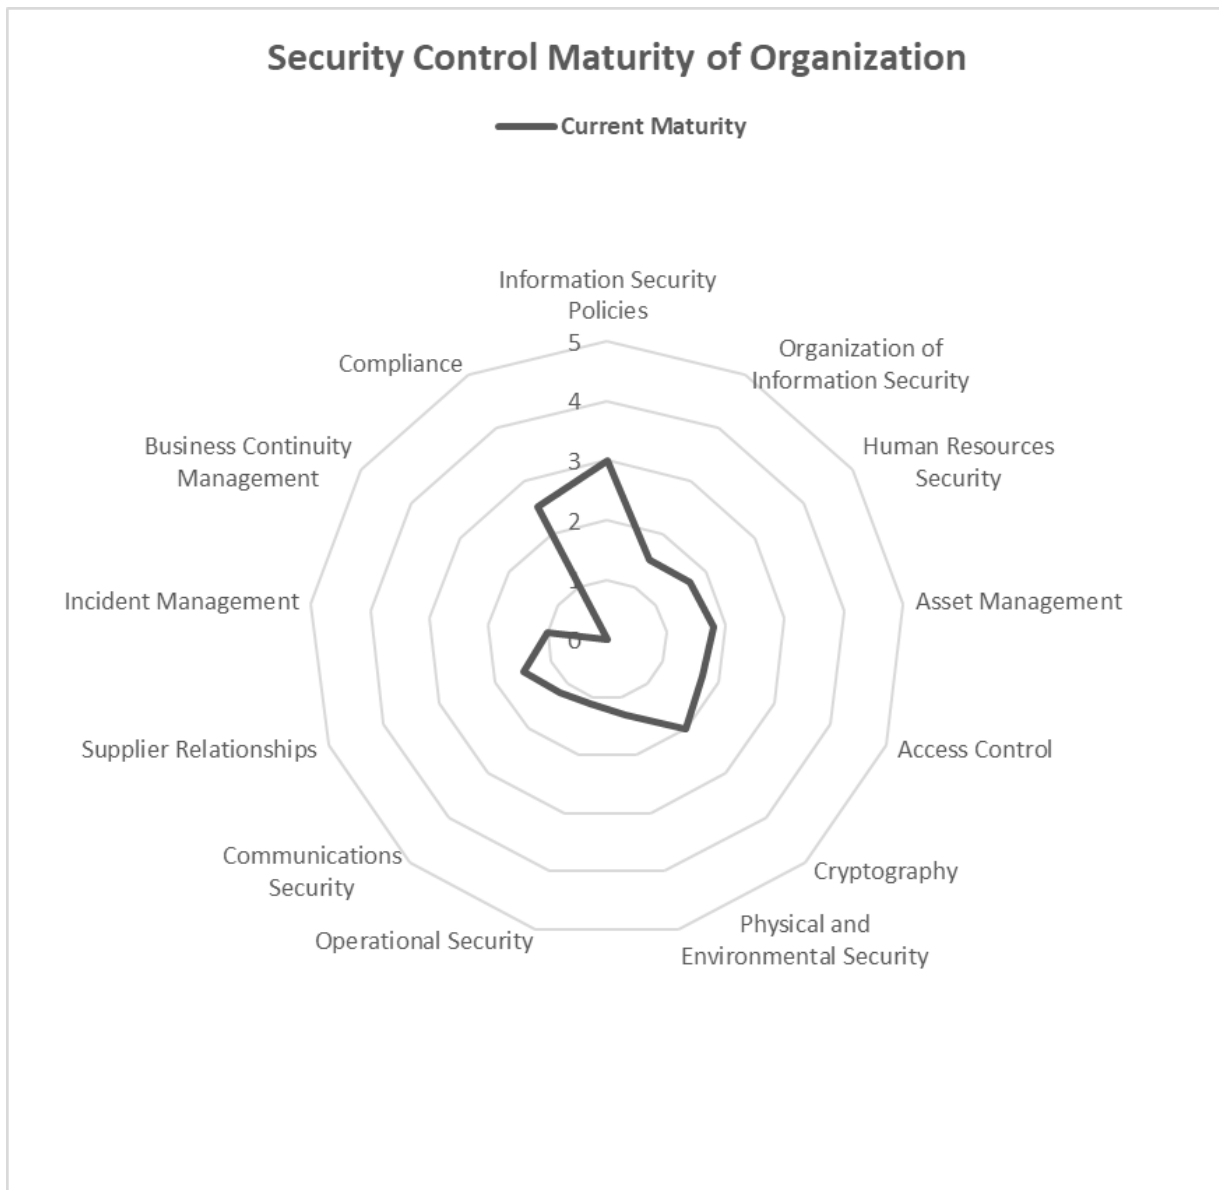 Security Control Maturity of Organization
Current Maturity
Information Security
Policies
Organization of
Information Security
Human Resources
Security
Asset Management
Access Control
Cryptography
Physical and
Environmental Security
Operational Security
Communications
Security
Supplier Relationships
Incident Management
Business Continuity
Management
Compliance
5
4
3
2
1
0